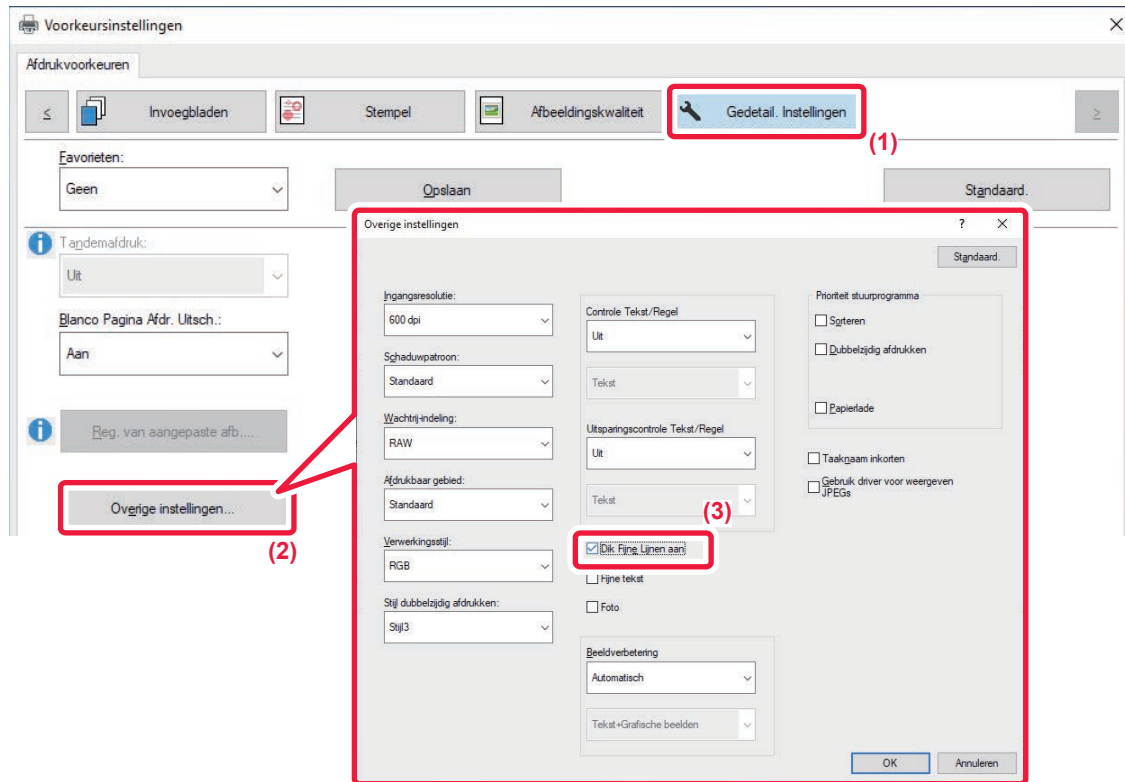 Voorkeursinstellingen
Afdrukvoorkeuren
<
Invoegbladen
Stempel
Afbeeldingskwaliteit
Gedetail. Instellingen
>
(1)
Favorieten:
Geen
Opslaan
Standaard.
Tandemafdruk:
Uit
Blanco Pagina Afdr. Uitsch.:
Aan
Reg. van aangepaste afb....
Overige instellingen...
(2)
Overige instellingen
?
Standaard.
Ingangsresolutie:
600 dpi
Schaduwpatroon:
Standaard
Wachtrij-indeling:
RAW
Afdrukbaar gebied:
Standaard
Verwerkingsstijl:
RGB
Stijl dubbelzijdig afdrukken:
Stijl3
Controle Tekst/Regel
Uit
Tekst
Uitsparingscontrole Tekst/Regel
Uit
Tekst
(3)
Dik Fijne Lijnen aan
Fijne tekst
Foto
Beeldverbetering
Automatisch
Tekst+Grafische beelden
Prioriteit stuurprogramma
Sorteren
Dubbelzijdig afdrukken
Papierlade
Taaknaam inkorten
Gebruik driver voor weergeven
JPEGs
OK
Annuleren